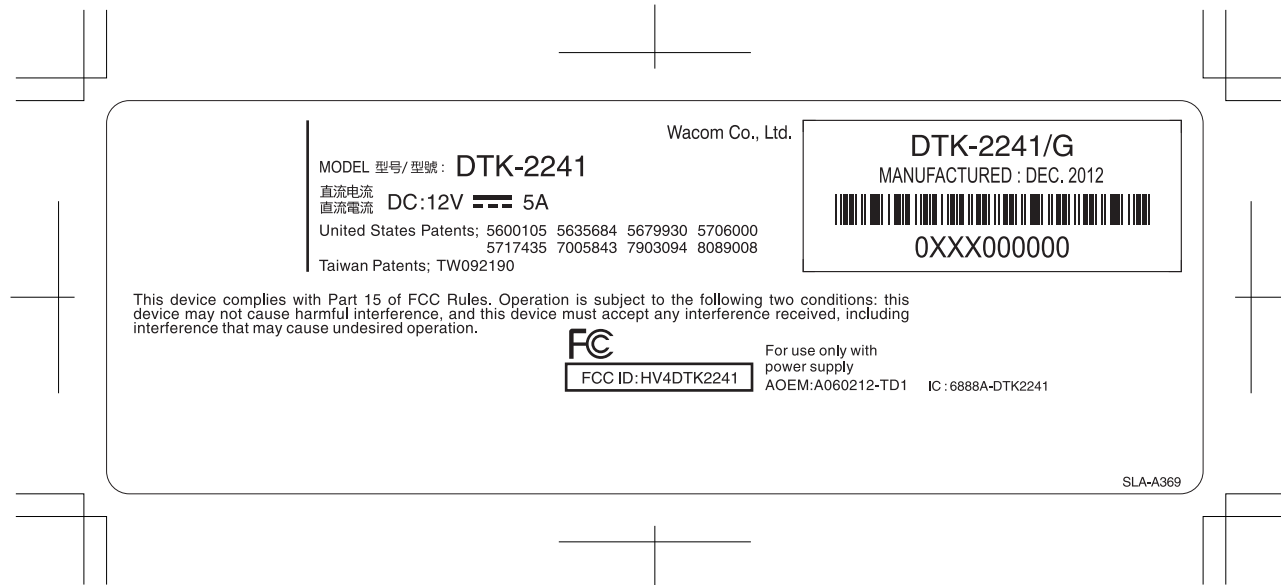 Wacom Co., Ltd.
MODEL 型号/型號: DTK-2241
直流电流
直流電流 DC:12V 5A
United States Patents; 5600105 5635684 5679930 5706000
5717435 7005843 7903094 8089008
Taiwan Patents; TW092190
DTK-2241/G
MANUFACTURED : DEC. 2012
0XXX000000
This device complies with Part 15 of FCC Rules. Operation is subject to the following two conditions: this
device may not cause harmful interference, and this device must accept any interference received, including
interference that may cause undesired operation.
FC
FCC ID:HV4DTK2241
For use only with
power supply
AOEM:A060212-TD1 IC:6888A-DTK2241
SLA-A369